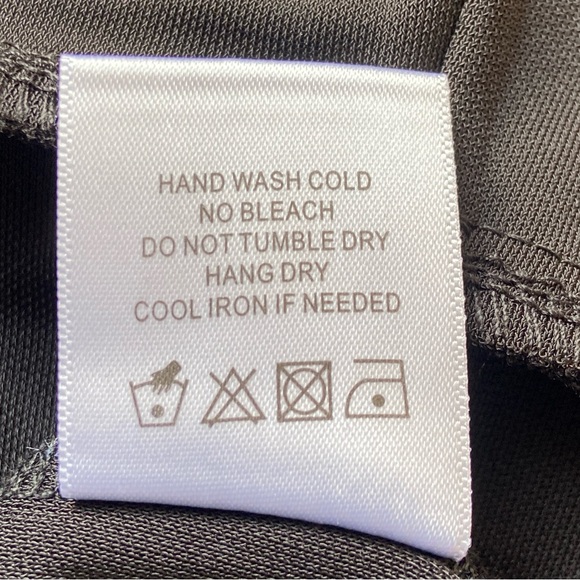 HAND WASH COLD
NO BLEACH
DO NOT TUMBLE DRY
HANG DRY
COOL IRON IF NEEDED